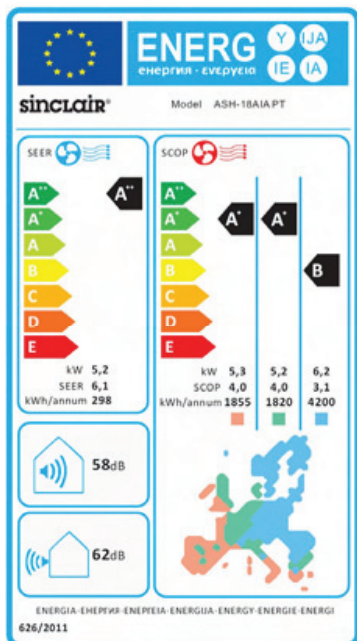 ENERG Y IJA
енергия · ενεργεια IE IA
sinclair® Model ASH-18AIA PT
SEER
A++ A++
A+
A
B
C
D
E
kW 5,2
SEER 6,1
kWh/annum 298
SCOP
A++
A+ A+ A+
A
B B
C
D
E
kW 5,3 5,2 6,2
SCOP 4,0 4,0 3,1
kWh/annum 1855 1820 4200
58dB
62dB
ENERGIA·ЕНЕРГИЯ·ΕΝΕΡΓΕΙΑ·ENERGIJA·ENERGY·ENERGIE·ENERGI
626/2011